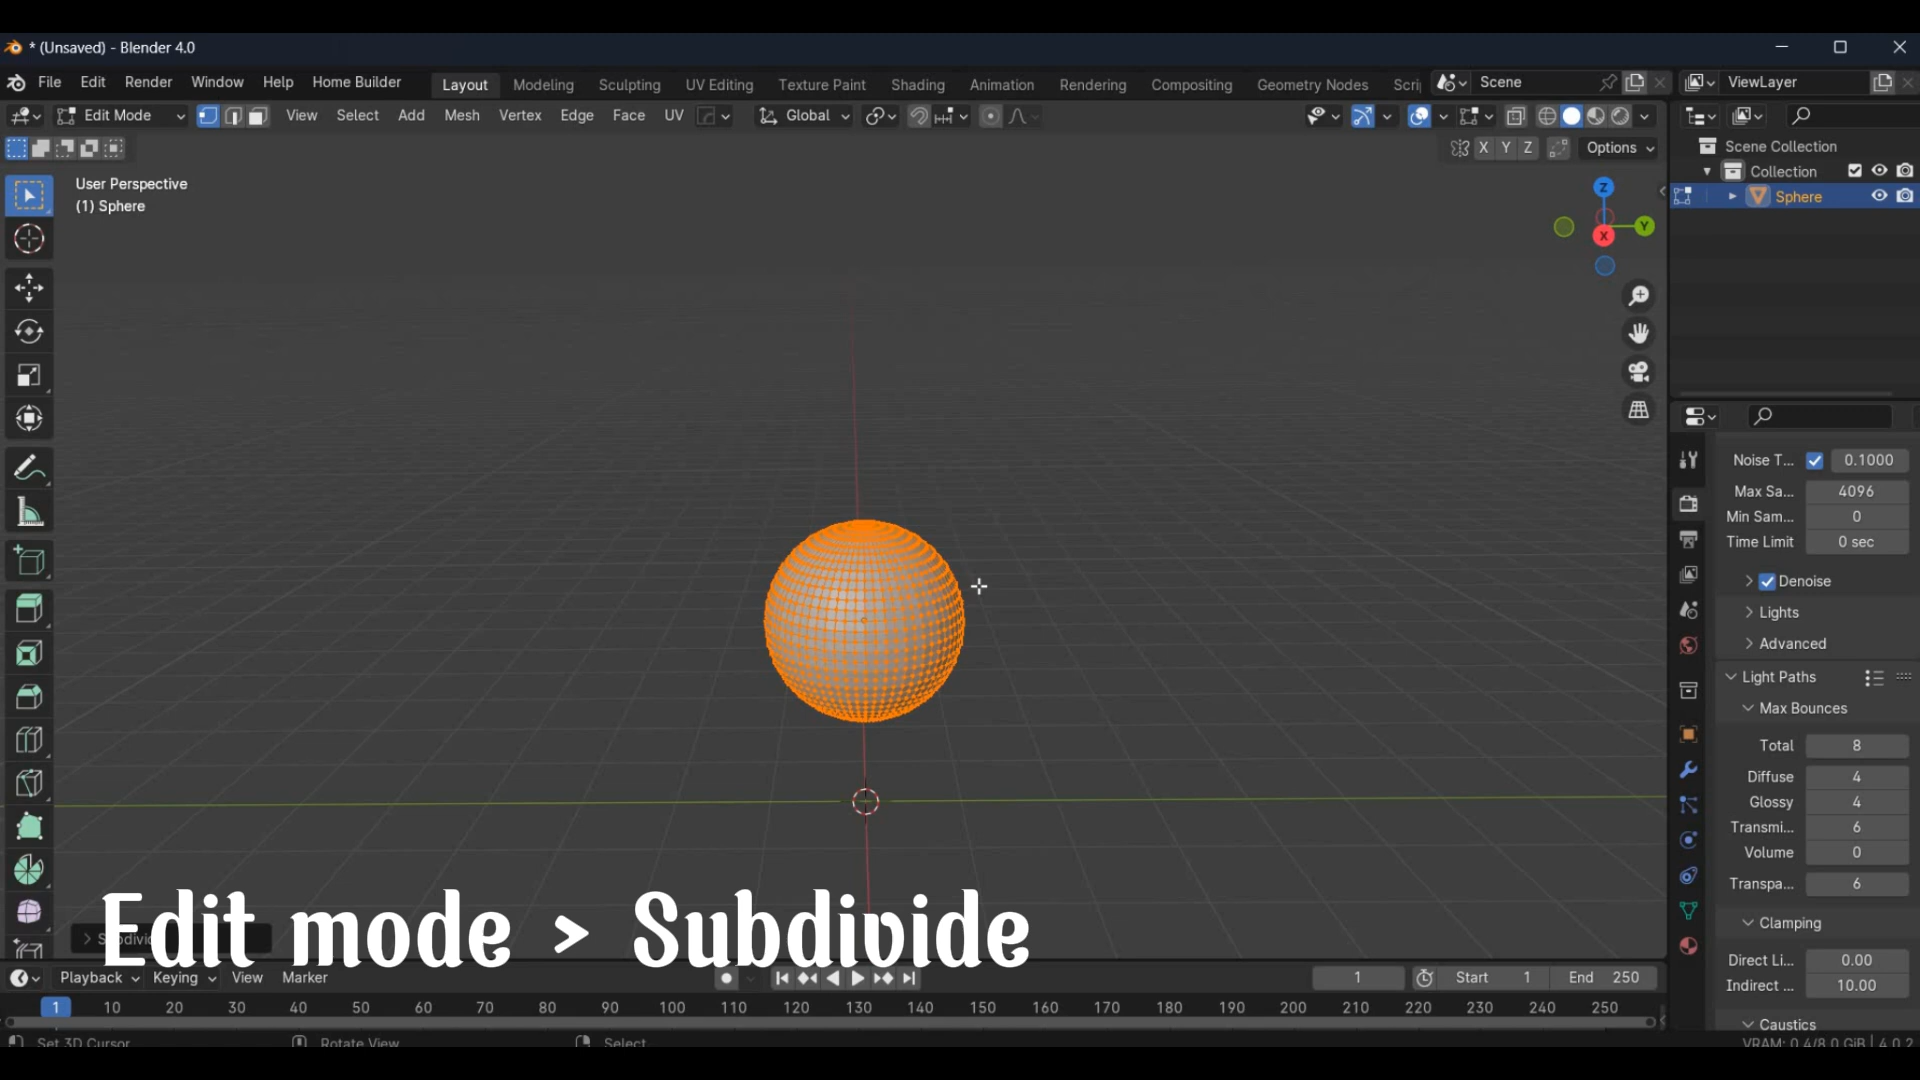 * (Unsaved) - Blender 4.0
File Edit Render Window Help Home Builder Layout Modeling Sculpting UV Editing Texture Paint Shading Animation Rendering Compositing Geometry Nodes Scri Scene ViewLayer
Edit Mode View Select Add Mesh Vertex Edge Face UV Global
X Y Z Options
Scene Collection
Collection
Sphere
User Perspective
(1) Sphere
Z
Y
X
Noise T... 0.1000
Max Sa... 4096
Min Sam... 0
Time Limit 0 sec
Denoise
Lights
Advanced
Light Paths
Max Bounces
Total 8
Diffuse 4
Glossy 4
Transmi... 6
Volume 0
Transpa... 6
Clamping
Direct Li... 0.00
Indirect ... 10.00
Caustics
Edit mode > Subdivide
Playback Keying View Marker 1 Start 1 End 250
1 10 20 30 40 50 60 70 80 90 100 110 120 130 140 150 160 170 180 190 200 210 220 230 240 250
Set 3D Cursor Rotate View Select VRAM: 0.4/8.0 GiB | 4.0.2